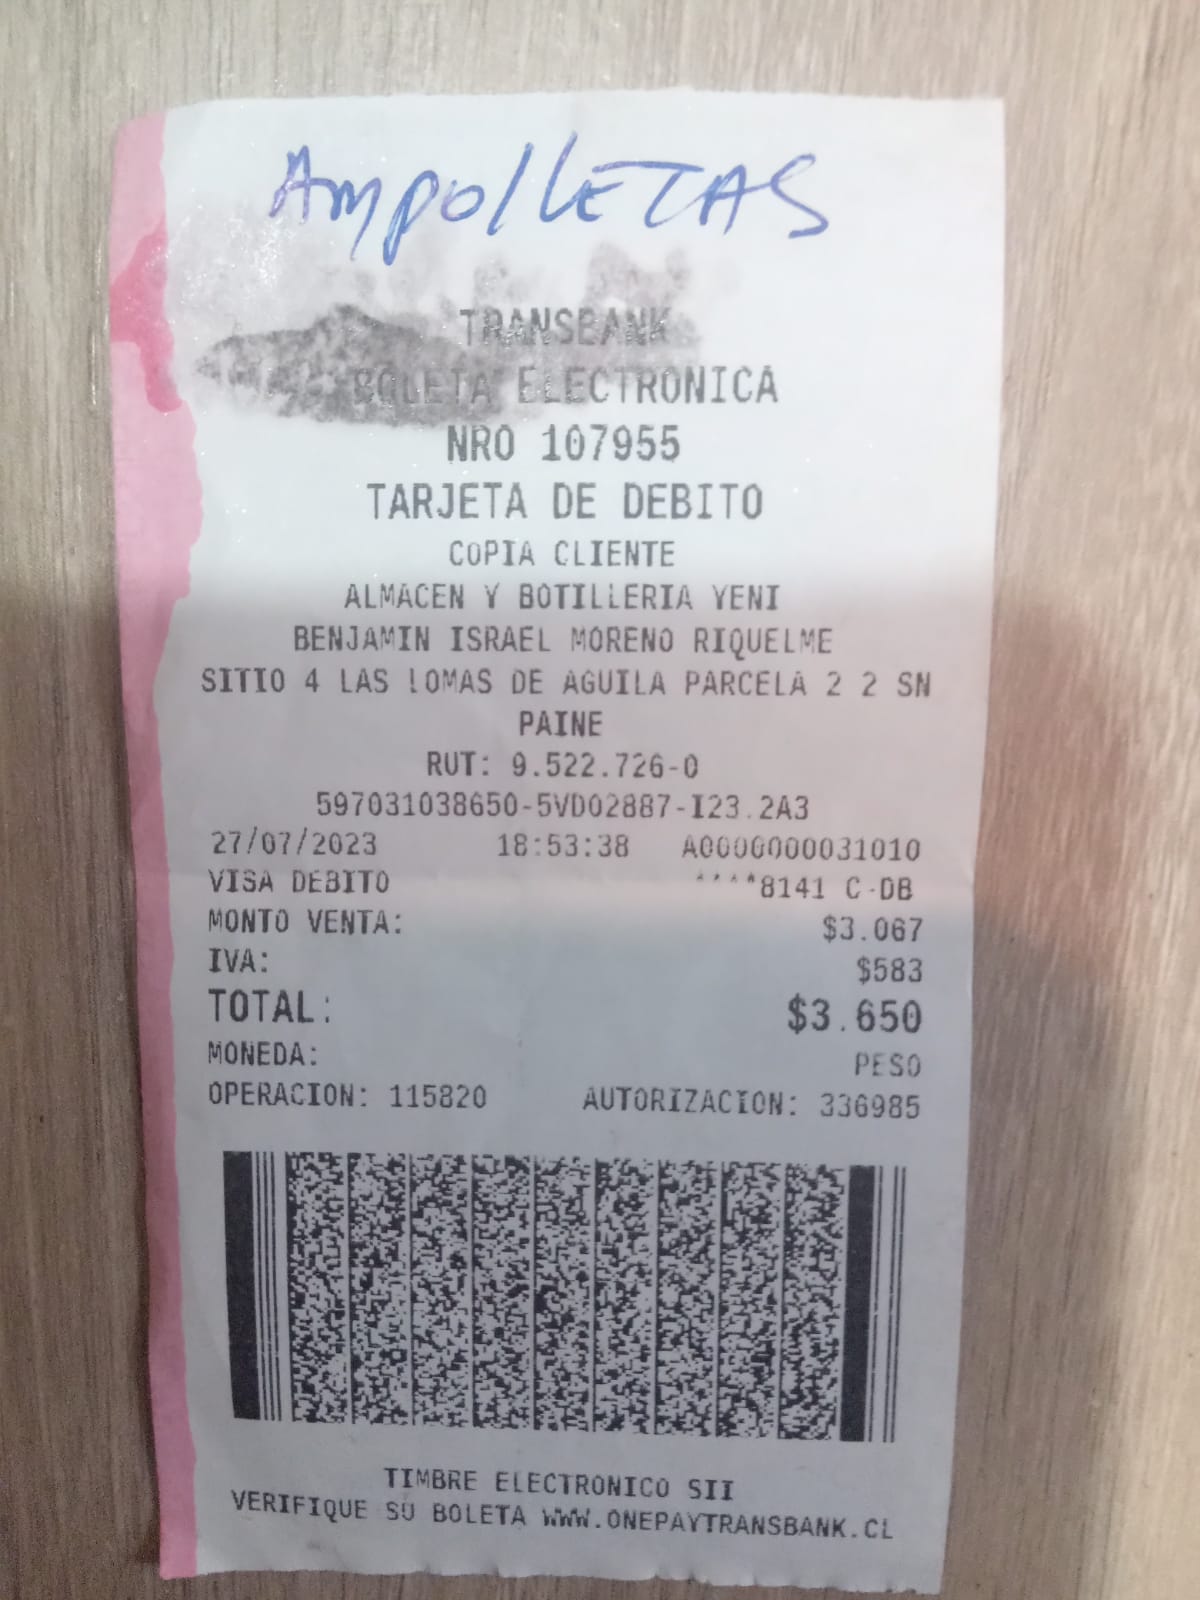 Ampolletas
TRANSBANK
BOLETA ELECTRONICA
NRO 107955
TARJETA DE DEBITO
COPIA CLIENTE
ALMACEN Y BOTILLERIA YENI
BENJAMIN ISRAEL MORENO RIQUELME
SITIO 4 LAS LOMAS DE AGUILA PARCELA 2 2 SN
PAINE
RUT: 9.522.726-0
597031038650-5VD02887-I23.2A3
27/07/2023 18:53:38 A0000000031010
VISA DEBITO ****8141 C-DB
MONTO VENTA: $3.067
IVA: $583
TOTAL: $3.650
MONEDA: PESO
OPERACION: 115820 AUTORIZACION: 336985
TIMBRE ELECTRONICO SII
VERIFIQUE SU BOLETA WWW.ONEPAYTRANSBANK.CL